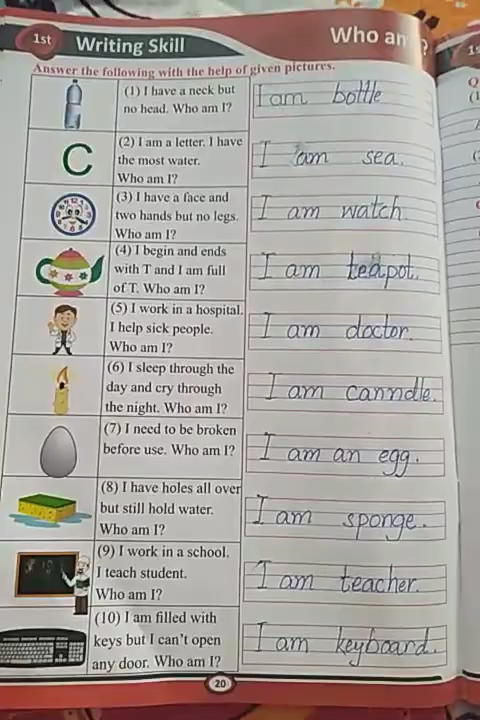 1st Writing Skill Who am ?
Answer the following with the help of given pictures.
(1) I have a neck but
no head. Who am I?
I am bottle
C
(2) I am a letter. I have
the most water.
Who am I?
I am sea.
(3) I have a face and
two hands but no legs.
Who am I?
I am watch.
(4) I begin and ends
with T and I am full
of T. Who am I?
I am teapot.
(5) I work in a hospital.
I help sick people.
Who am I?
I am doctor.
(6) I sleep through the
day and cry through
the night. Who am I?
I am canndle.
(7) I need to be broken
before use. Who am I?
I am an egg.
(8) I have holes all over
but still hold water.
Who am I?
I am sponge.
(9) I work in a school.
I teach student.
Who am I?
I am teacher.
(10) I am filled with
keys but I can't open
any door. Who am I?
I am keyboard.
20